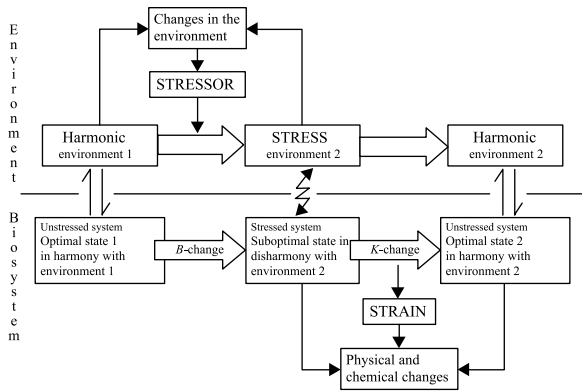 Environment
Changes in the
environment
STRESSOR
Harmonic
environment 1
STRESS
environment 2
Harmonic
environment 2
Biosystem
Unstressed system
Optimal state 1
in harmony with
environment 1
B-change
Stressed system
Suboptimal state in
disharmony with
environment 2
K-change
Unstressed system
Optimal state 2
in harmony with
environment 2
STRAIN
Physical and
chemical changes